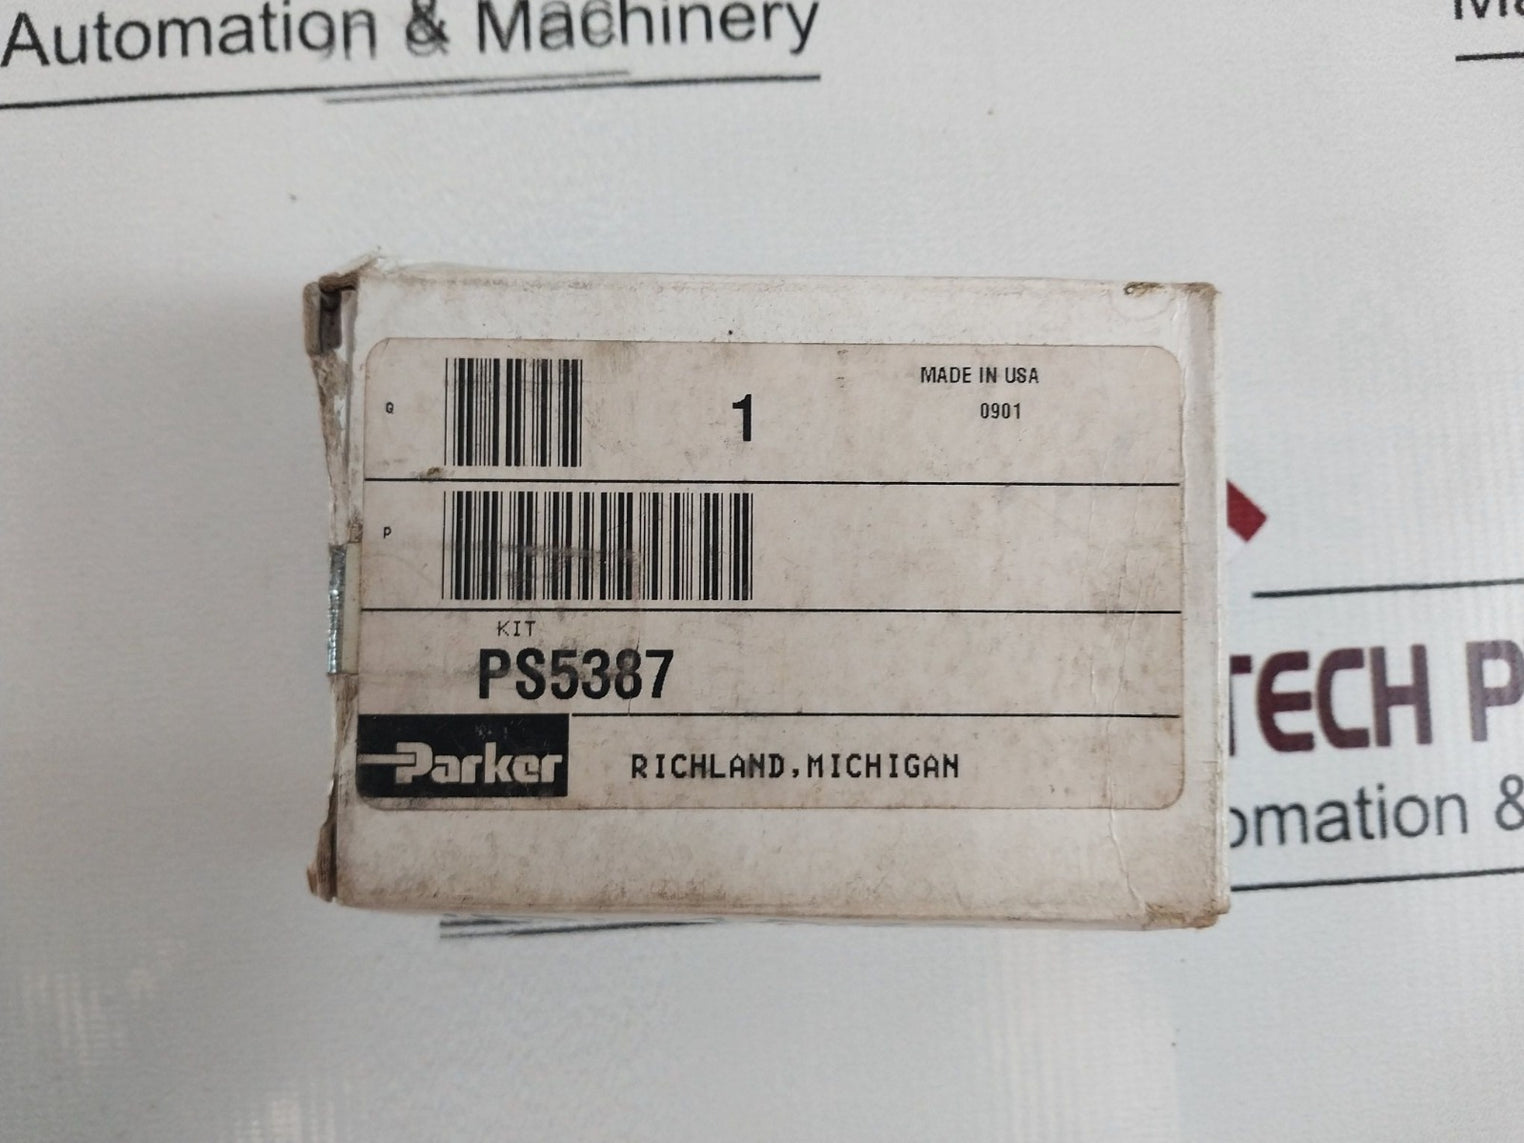 Automation & Machinery
Q
1
MADE IN USA
0901
P
KIT
PS5387
Parker
RICHLAND,MICHIGAN
TECH P
omation &